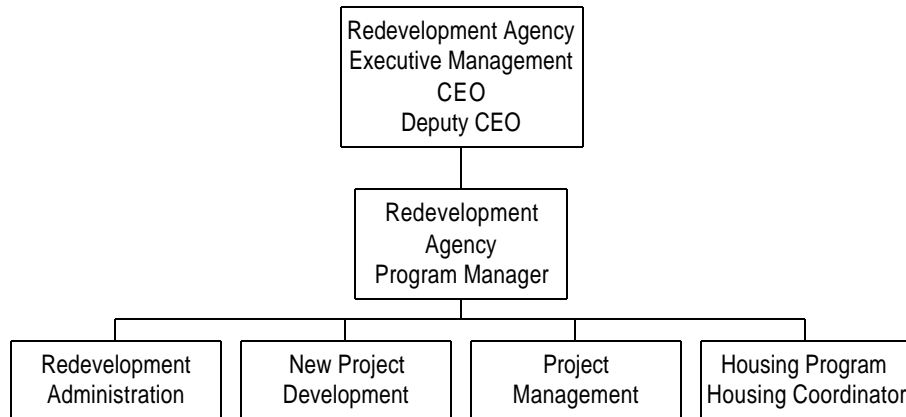 Redevelopment Agency
Executive Management
CEO
Deputy CEO
Redevelopment
Agency
Program Manager
Redevelopment
Administration
New Project
Development
Project
Management
Housing Program
Housing Coordinator